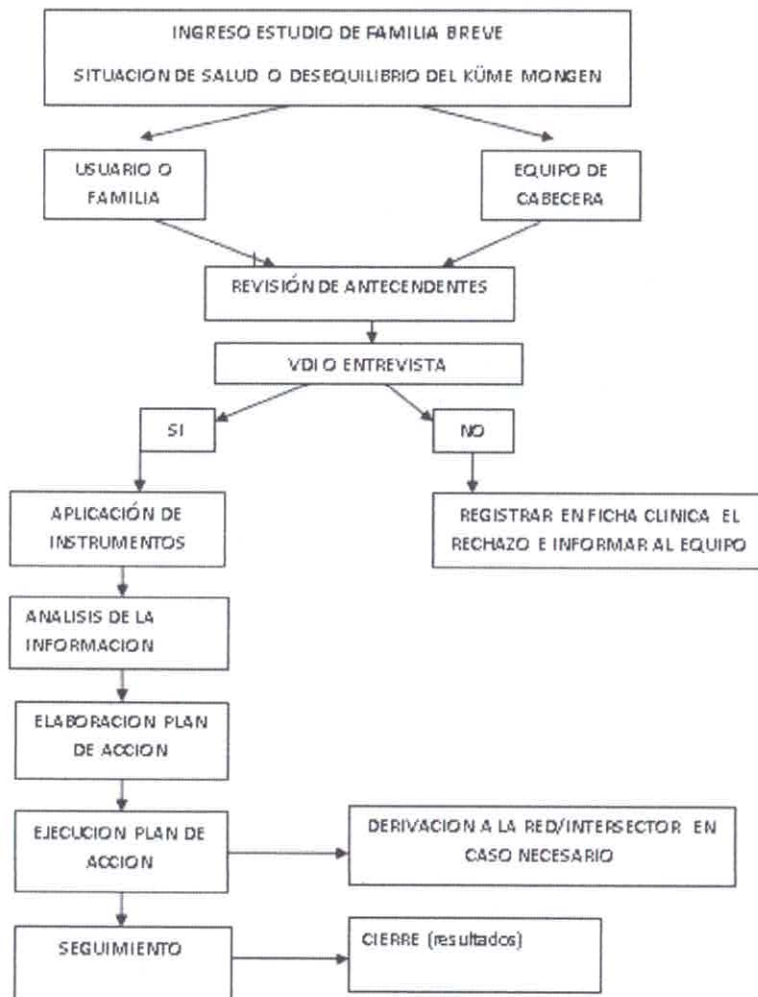 INGRESO ESTUDIO DE FAMILIA BREVE
SITUACION DE SALUD O DESEQUILIBRIO DEL KÜME MONGEN
USUARIO O
FAMILIA
EQUIPO DE
CABECERA
REVISIÓN DE ANTECENDENTES
VDI O ENTREVISTA
SI
NO
APLICACIÓN DE
INSTRUMENTOS
REGISTRAR EN FICHA CLINICA EL
RECHAZO E INFORMAR AL EQUIPO
ANALISIS DE LA
INFORMACION
ELABORACION PLAN
DE ACCION
EJECUCION PLAN DE
ACCION
DERIVACION A LA RED/INTERSECTOR EN
CASO NECESARIO
SEGUIMIENTO
CIERRE (resultados)